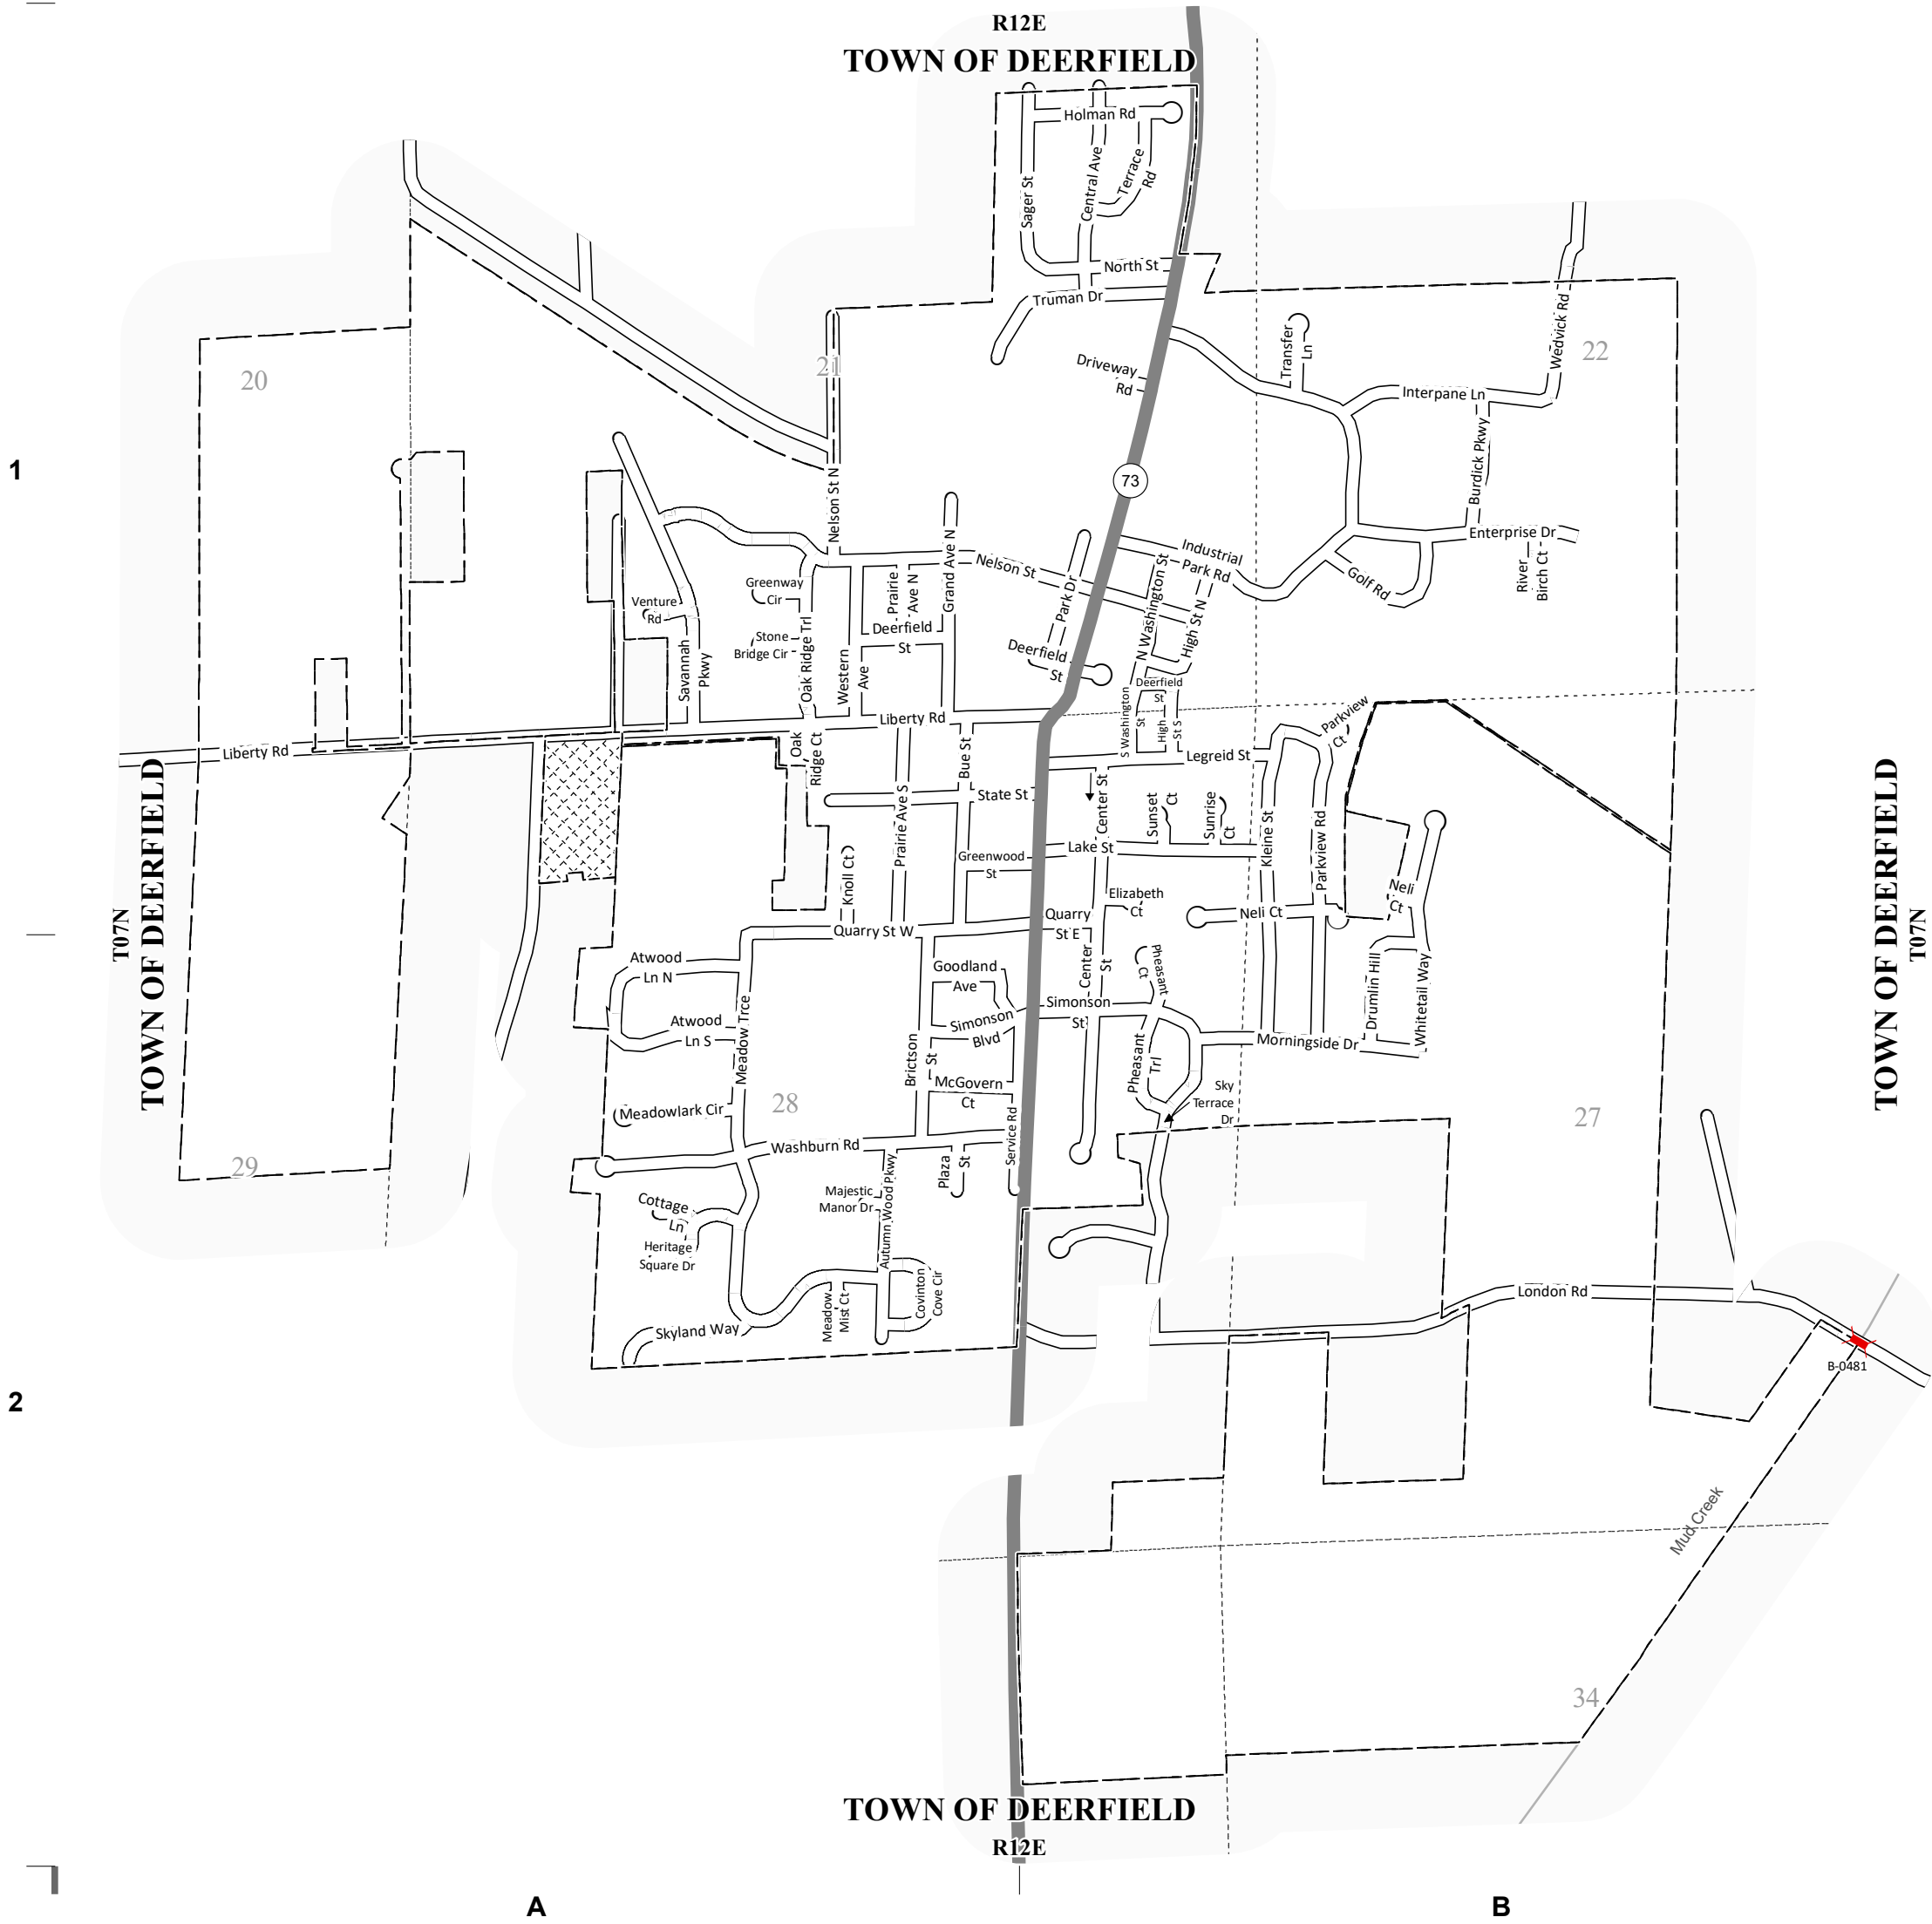 R12E
TOWN OF DEERFIELD
Holman Rd
Sager St
Central Ave
Terrace
Rd
North St
Truman Dr
Wedvick Rd
Transfer
Ln
20
21
22
Driveway
Rd
Interpane Ln
1
73
Burdick Pkwy
Nelson St N
Enterprise Dr
Grand Ave N
Nelson St
Industrial
Park Rd
River
Birch Ct
Golf Rd
N Washington St
High St N
Park Dr
Greenway
Cir
Prairie
Ave N
Venture
Rd
Stone
Bridge Cir
Oak Ridge Trl
Deerfield
St
Deerfield
St
Savannah
Pkwy
Western
Ave
Deerfield
St
S Washington
St
High
St S
Liberty Rd
Liberty Rd
Parkview
Ct
Oak
Ridge Ct
Bue St
Legreid St
State St
Center St
Sunset
Ct
Sunrise
Ct
Prairie Ave S
Kleine St
Parkview Rd
Lake St
Greenwood
St
Knoll Ct
Elizabeth
Ct
Neli
Ct
Neli Ct
Quarry
St E
Quarry St W
TOWN OF DEERFIELD
T07N
TOWN OF DEERFIELD
T07N
Atwood
Ln N
Goodland
Ave
Center
St
Pheasant
Ct
Drumlin Hill
Whitetail Way
Simonson
St
Simonson
Blvd
Atwood
Ln S
Meadow Trce
Morningside Dr
Brictson
St
Pheasant
Trl
Sky
Terrace
Dr
McGovern
Ct
Meadowlark Cir
28
27
29
Service Rd
Washburn Rd
Plaza
St
Autumn Wood Pkwy
Majestic
Manor Dr
Cottage
Ln
Heritage
Square Dr
Covinton
Cove Cir
Meadow
Mist Ct
Skyland Way
London Rd
B-0481
2
Mud Creek
34
TOWN OF DEERFIELD
R12E
A
B